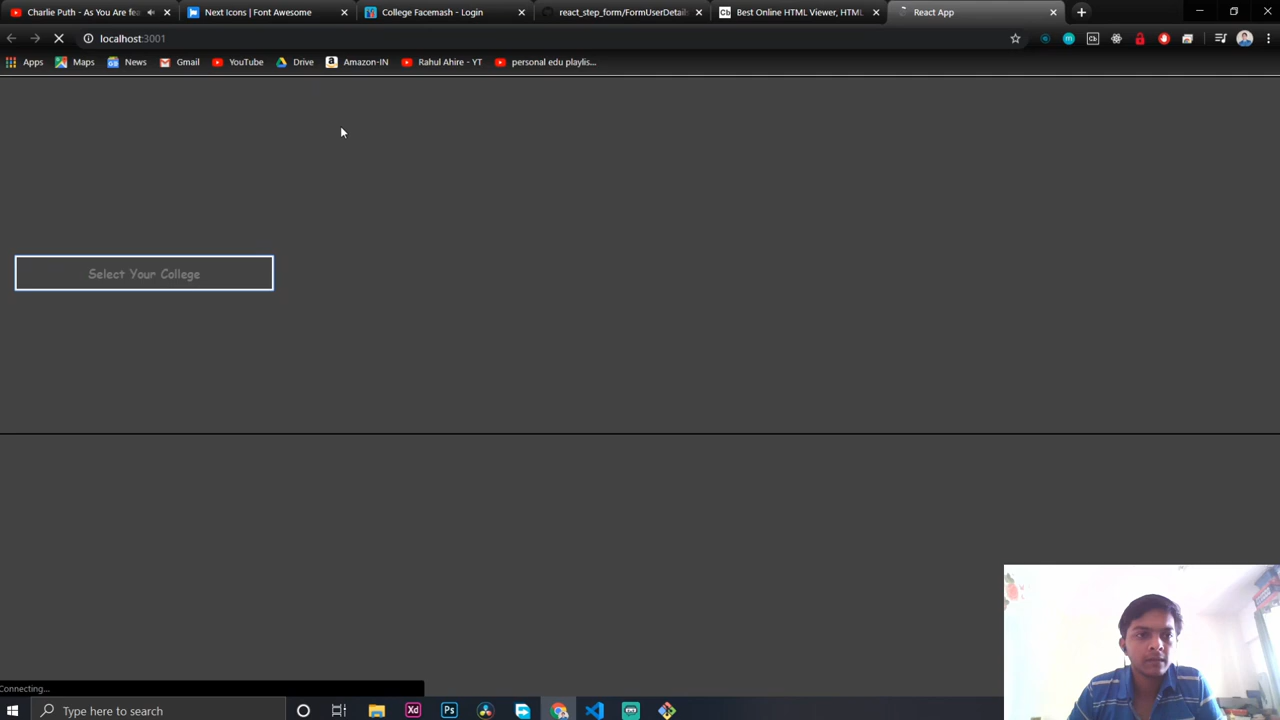 Charlie Puth - As You Are fea
Next Icons | Font Awesome
College Facemash - Login
react_step_form/FormUserDetails
Best Online HTML Viewer, HTML
React App
localhost:3001
Apps
Maps
News
Gmail
YouTube
Drive
Amazon-IN
Rahul Ahire - YT
personal edu playlis...
Select Your College
Connecting...
Type here to search